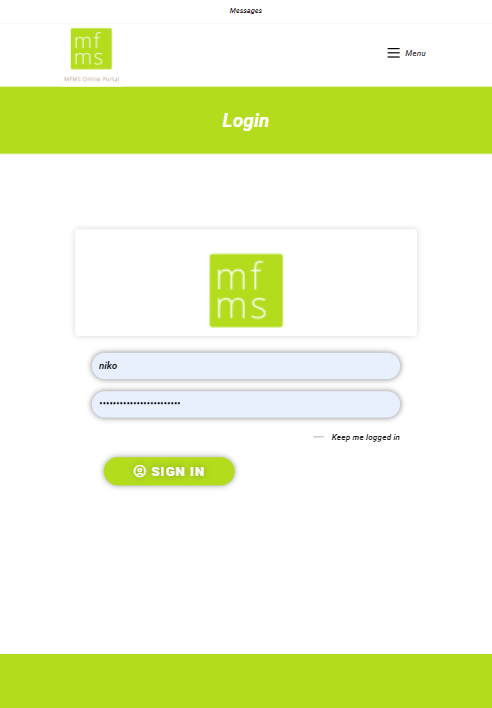 Messages
mf
ms
MFMS Online Portal
Menu
Login
mf
ms
niko
••••••••••••••••••••••••
Keep me logged in
SIGN IN